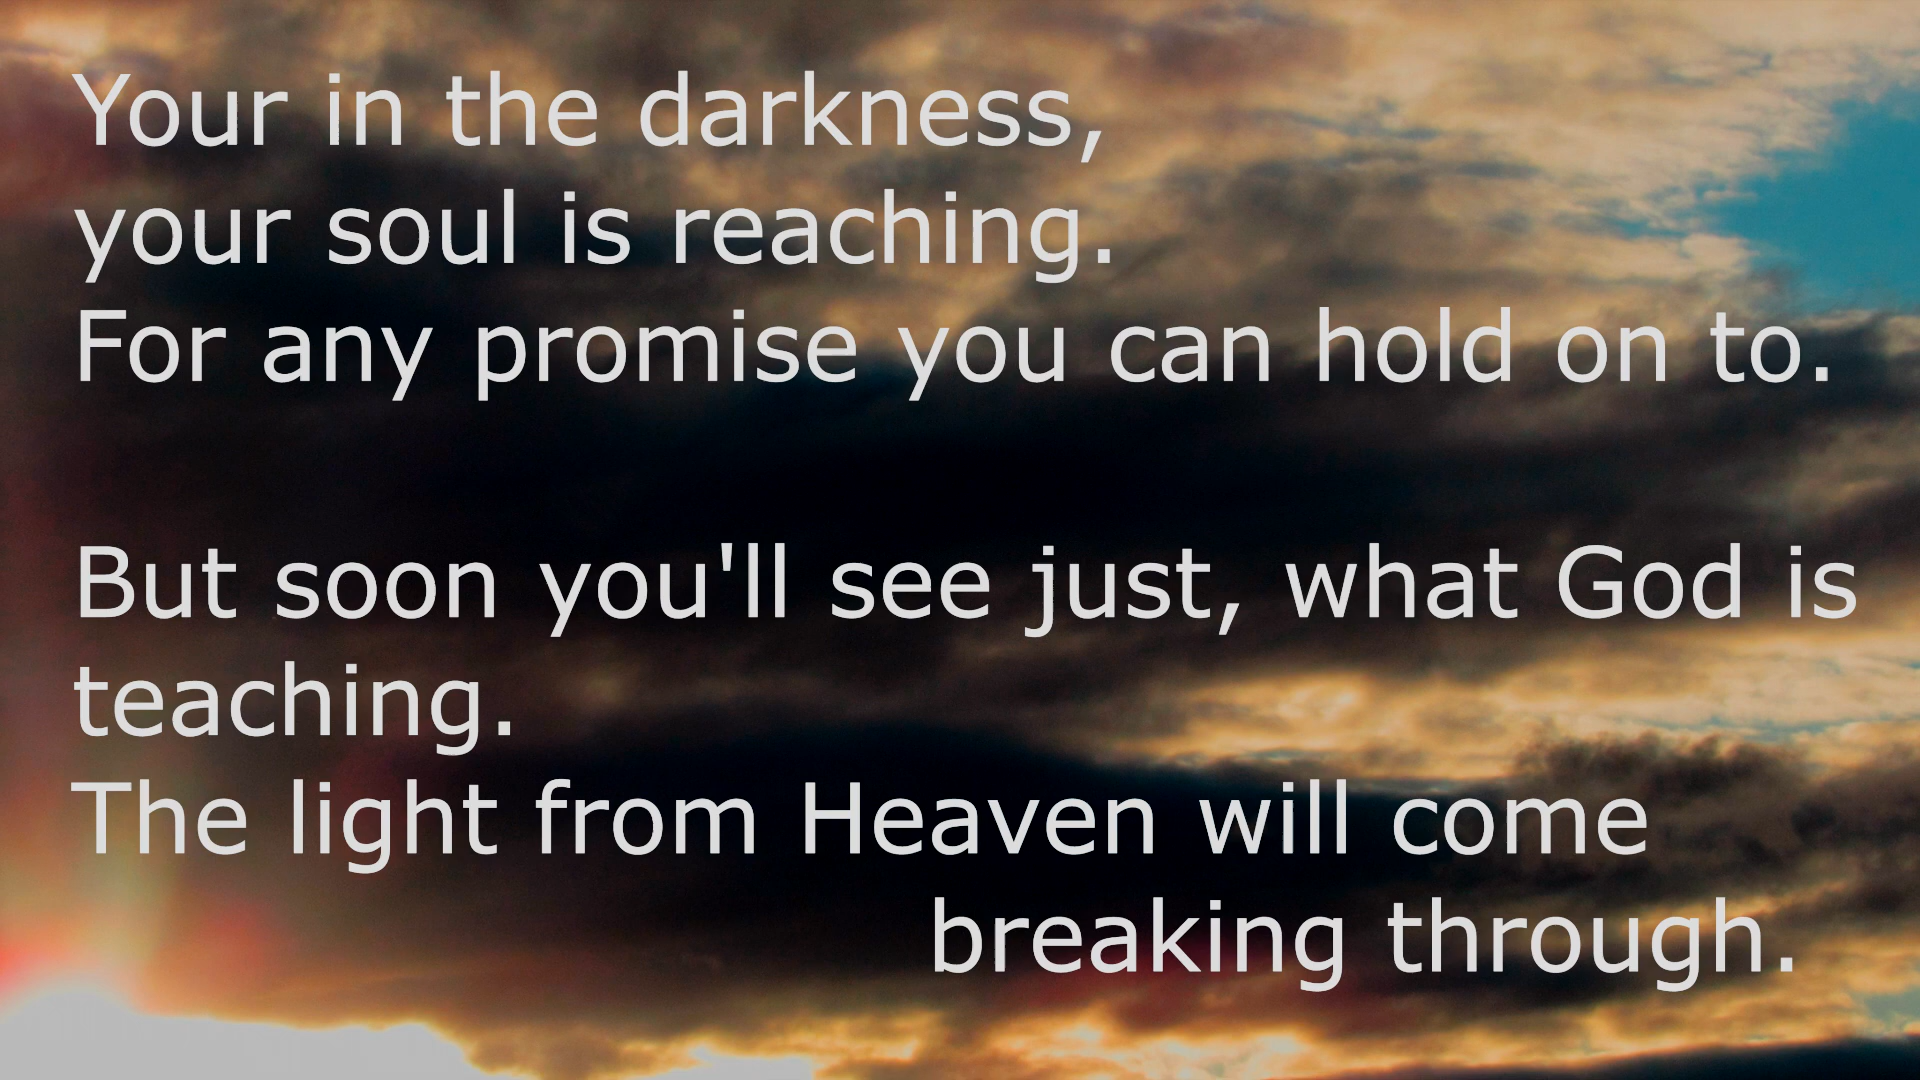 Your in the darkness,
your soul is reaching.
For any promise you can hold on to.
But soon you'll see just, what God is
teaching.
The light from Heaven will come
breaking through.